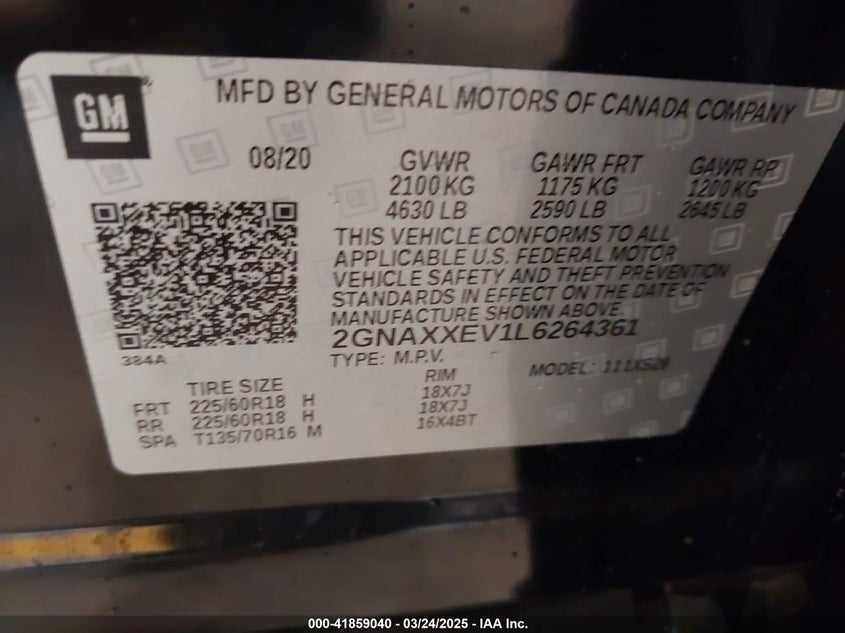 GM
MFD BY GENERAL MOTORS OF CANADA COMPANY
08/20 GVWR GAWR FRT GAWR RR
2100 KG 1175 KG 1200 KG
4630 LB 2590 LB 2645 LB
THIS VEHICLE CONFORMS TO ALL
APPLICABLE U.S. FEDERAL MOTOR
VEHICLE SAFETY AND THEFT PREVENTION
STANDARDS IN EFFECT ON THE DATE OF
MANUFACTURE SHOWN ABOVE.
2GNAXXEV1L6264361
384A
TYPE: M.P.V. MODEL: 111XS26
TIRE SIZE RIM
FRT 225/60R18 H 18X7J
RR 225/60R18 H 18X7J
SPA T135/70R16 M 16X4BT
000-41859040 - 03/24/2025 - IAA Inc.